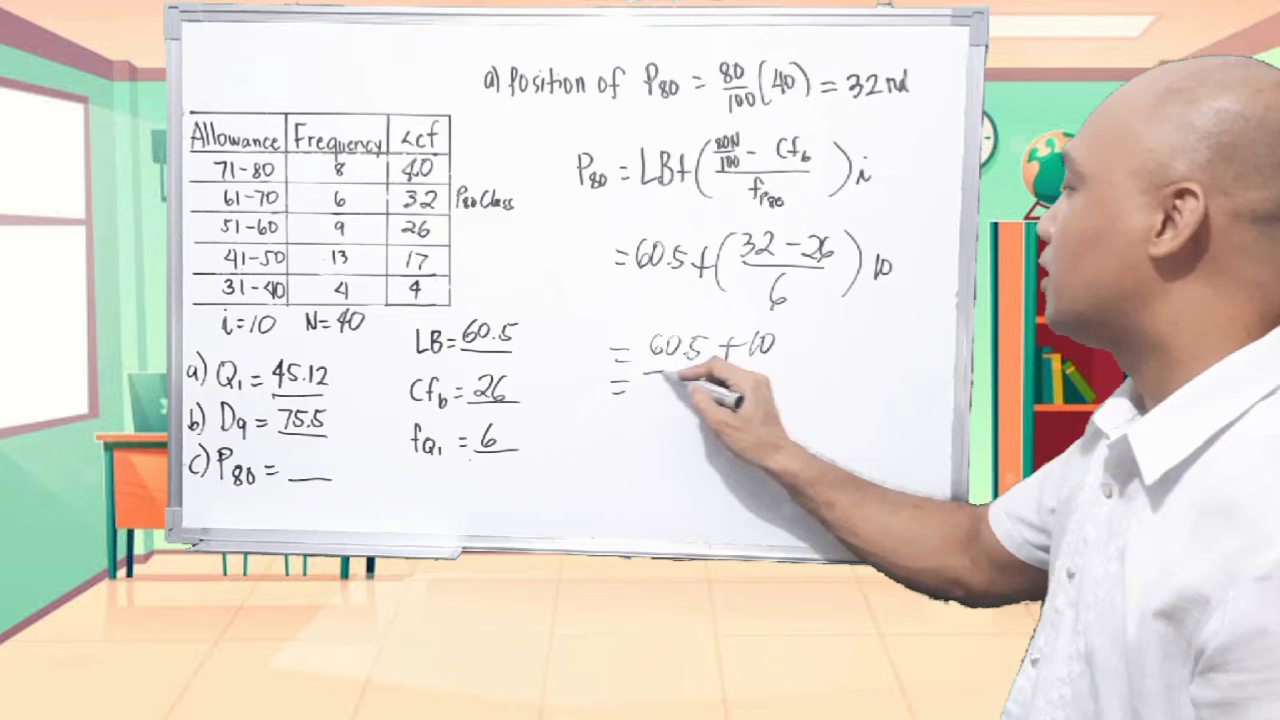 a) Position of P80 = 80/100 (40) = 32nd
Allowance Frequency <cf
71-80 8 40
61-70 6 32 P80 Class
51-60 9 26
41-50 13 17
31-40 4 4
i=10 N=40
a) Q1 = 45.12
b) D9 = 75.5
c) P80 = __
LB = 60.5
Cfb = 26
fQ1 = 6
P80 = LB + ( (80N/100 - Cfb) / fP80 ) i
= 60.5 + ( (32 - 26) / 6 ) 10
= 60.5 + 10
=